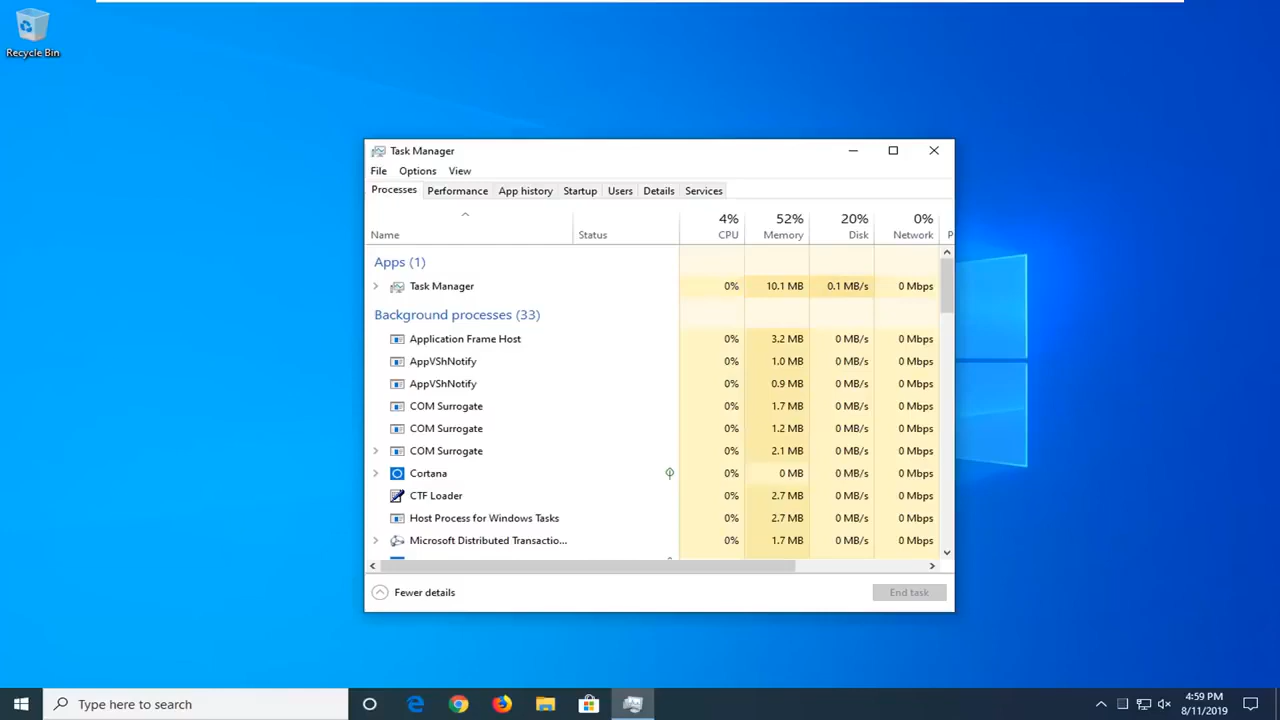 Recycle Bin
Task Manager
File Options View
Processes Performance App history Startup Users Details Services
4% 52% 20% 0%
Name Status CPU Memory Disk Network P
Apps (1)
Task Manager 0% 10.1 MB 0.1 MB/s 0 Mbps
Background processes (33)
Application Frame Host 0% 3.2 MB 0 MB/s 0 Mbps
AppVShNotify 0% 1.0 MB 0 MB/s 0 Mbps
AppVShNotify 0% 0.9 MB 0 MB/s 0 Mbps
COM Surrogate 0% 1.7 MB 0 MB/s 0 Mbps
COM Surrogate 0% 1.2 MB 0 MB/s 0 Mbps
COM Surrogate 0% 2.1 MB 0 MB/s 0 Mbps
Cortana 0% 0 MB 0 MB/s 0 Mbps
CTF Loader 0% 2.7 MB 0 MB/s 0 Mbps
Host Process for Windows Tasks 0% 2.7 MB 0 MB/s 0 Mbps
Microsoft Distributed Transactio... 0% 1.7 MB 0 MB/s 0 Mbps
Fewer details End task
Type here to search
4:59 PM
8/11/2019